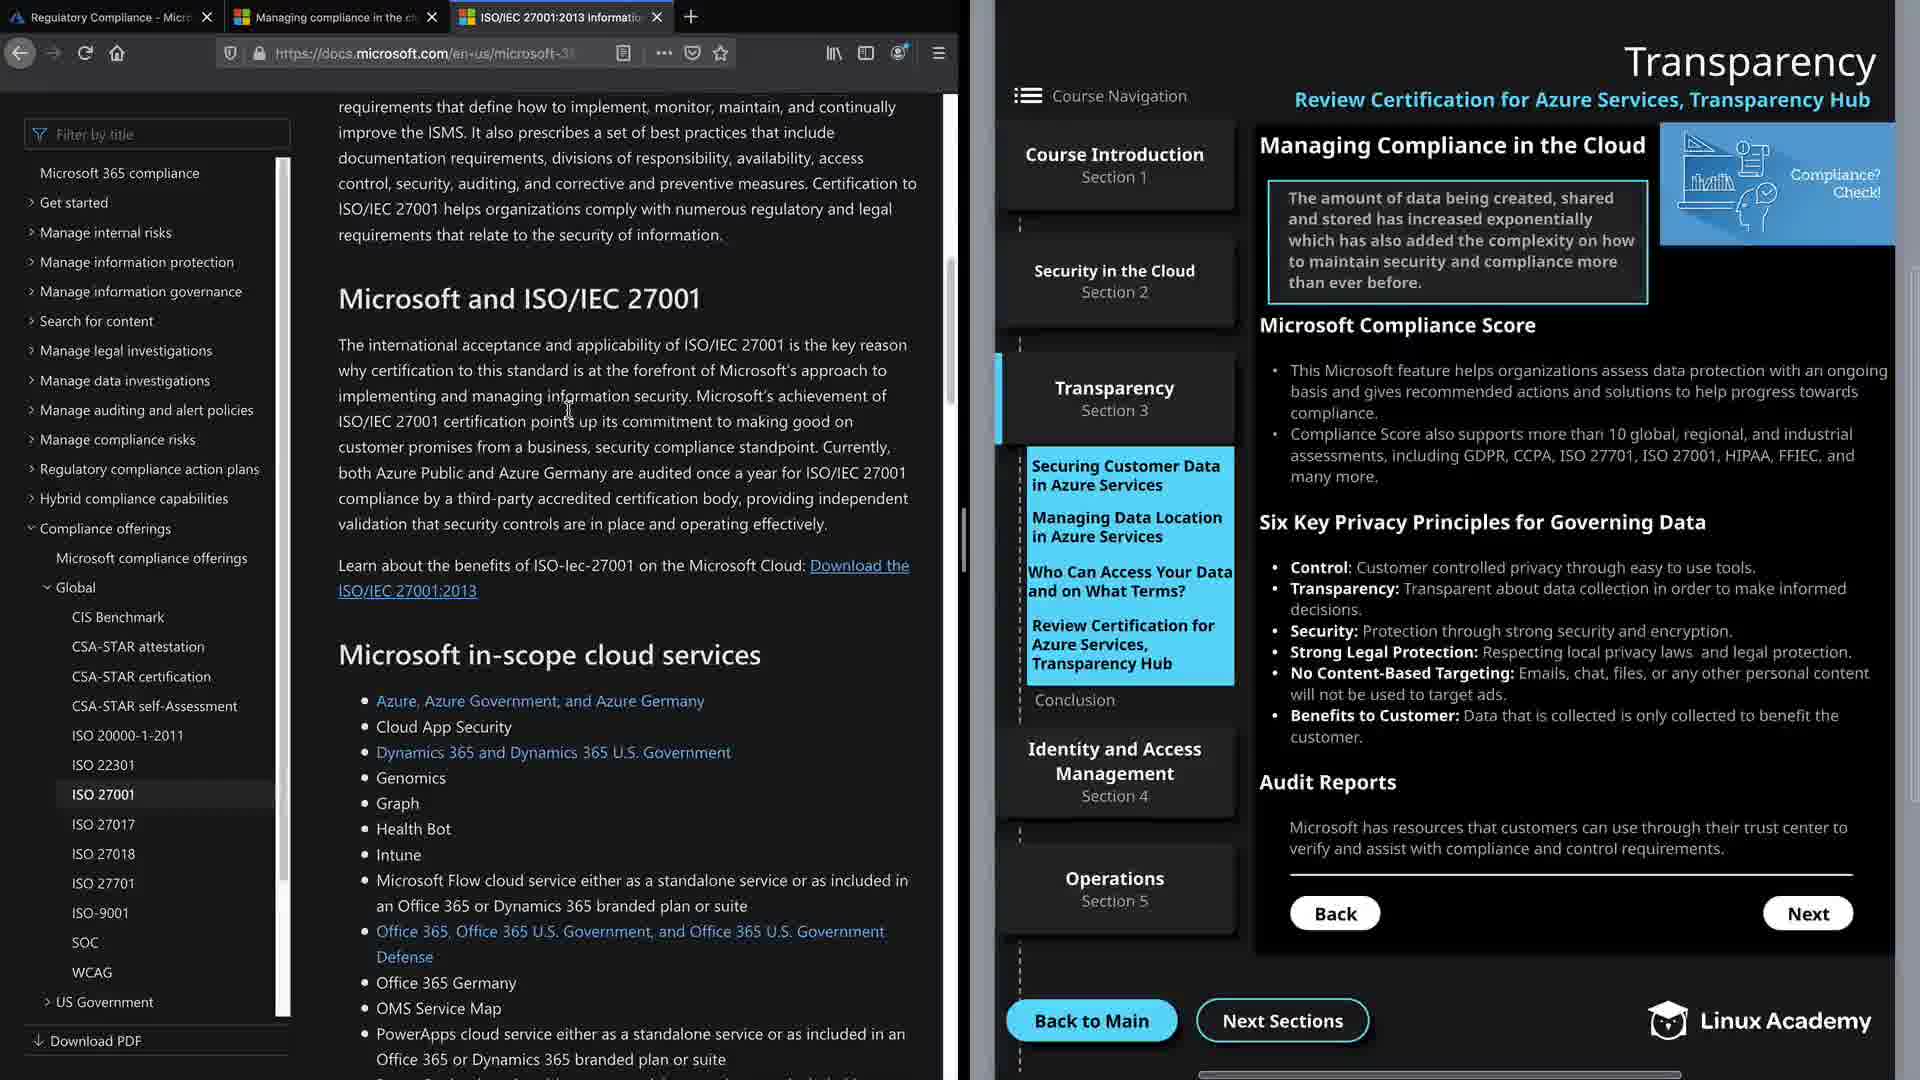 Regulatory Compliance - Micr
Managing compliance in the c
ISO/IEC 27001:2013 Informatio
https://docs.microsoft.com/en-us/microsoft-3
Filter by title
Microsoft 365 compliance
Get started
Manage internal risks
Manage information protection
Manage information governance
Search for content
Manage legal investigations
Manage data investigations
Manage auditing and alert policies
Manage compliance risks
Regulatory compliance action plans
Hybrid compliance capabilities
Compliance offerings
Microsoft compliance offerings
Global
CIS Benchmark
CSA-STAR attestation
CSA-STAR certification
CSA-STAR self-Assessment
ISO 20000-1-2011
ISO 22301
ISO 27001
ISO 27017
ISO 27018
ISO 27701
ISO-9001
SOC
WCAG
US Government
Download PDF
requirements that define how to implement, monitor, maintain, and continually
improve the ISMS. It also prescribes a set of best practices that include
documentation requirements, divisions of responsibility, availability, access
control, security, auditing, and corrective and preventive measures. Certification to
ISO/IEC 27001 helps organizations comply with numerous regulatory and legal
requirements that relate to the security of information.
Microsoft and ISO/IEC 27001
The international acceptance and applicability of ISO/IEC 27001 is the key reason
why certification to this standard is at the forefront of Microsoft's approach to
implementing and managing information security. Microsoft's achievement of
ISO/IEC 27001 certification points up its commitment to making good on
customer promises from a business, security compliance standpoint. Currently,
both Azure Public and Azure Germany are audited once a year for ISO/IEC 27001
compliance by a third-party accredited certification body, providing independent
validation that security controls are in place and operating effectively.
Learn about the benefits of ISO-Iec-27001 on the Microsoft Cloud: Download the
ISO/IEC 27001:2013
Microsoft in-scope cloud services
Azure, Azure Government, and Azure Germany
Cloud App Security
Dynamics 365 and Dynamics 365 U.S. Government
Genomics
Graph
Health Bot
Intune
Microsoft Flow cloud service either as a standalone service or as included in
an Office 365 or Dynamics 365 branded plan or suite
Office 365, Office 365 U.S. Government, and Office 365 U.S. Government
Defense
Office 365 Germany
OMS Service Map
PowerApps cloud service either as a standalone service or as included in an
Office 365 or Dynamics 365 branded plan or suite
Transparency
Course Navigation
Review Certification for Azure Services, Transparency Hub
Course Introduction
Section 1
Security in the Cloud
Section 2
Transparency
Section 3
Securing Customer Data
in Azure Services
Managing Data Location
in Azure Services
Who Can Access Your Data
and on What Terms?
Review Certification for
Azure Services,
Transparency Hub
Conclusion
Identity and Access
Management
Section 4
Operations
Section 5
Managing Compliance in the Cloud
Compliance?
Check!
The amount of data being created, shared
and stored has increased exponentially
which has also added the complexity on how
to maintain security and compliance more
than ever before.
Microsoft Compliance Score
• This Microsoft feature helps organizations assess data protection with an ongoing
basis and gives recommended actions and solutions to help progress towards
compliance.
• Compliance Score also supports more than 10 global, regional, and industrial
assessments, including GDPR, CCPA, ISO 27701, ISO 27001, HIPAA, FFIEC, and
many more.
Six Key Privacy Principles for Governing Data
• Control: Customer controlled privacy through easy to use tools.
• Transparency: Transparent about data collection in order to make informed
decisions.
• Security: Protection through strong security and encryption.
• Strong Legal Protection: Respecting local privacy laws and legal protection.
• No Content-Based Targeting: Emails, chat, files, or any other personal content
will not be used to target ads.
• Benefits to Customer: Data that is collected is only collected to benefit the
customer.
Audit Reports
Microsoft has resources that customers can use through their trust center to
verify and assist with compliance and control requirements.
Back
Next
Back to Main
Next Sections
Linux Academy